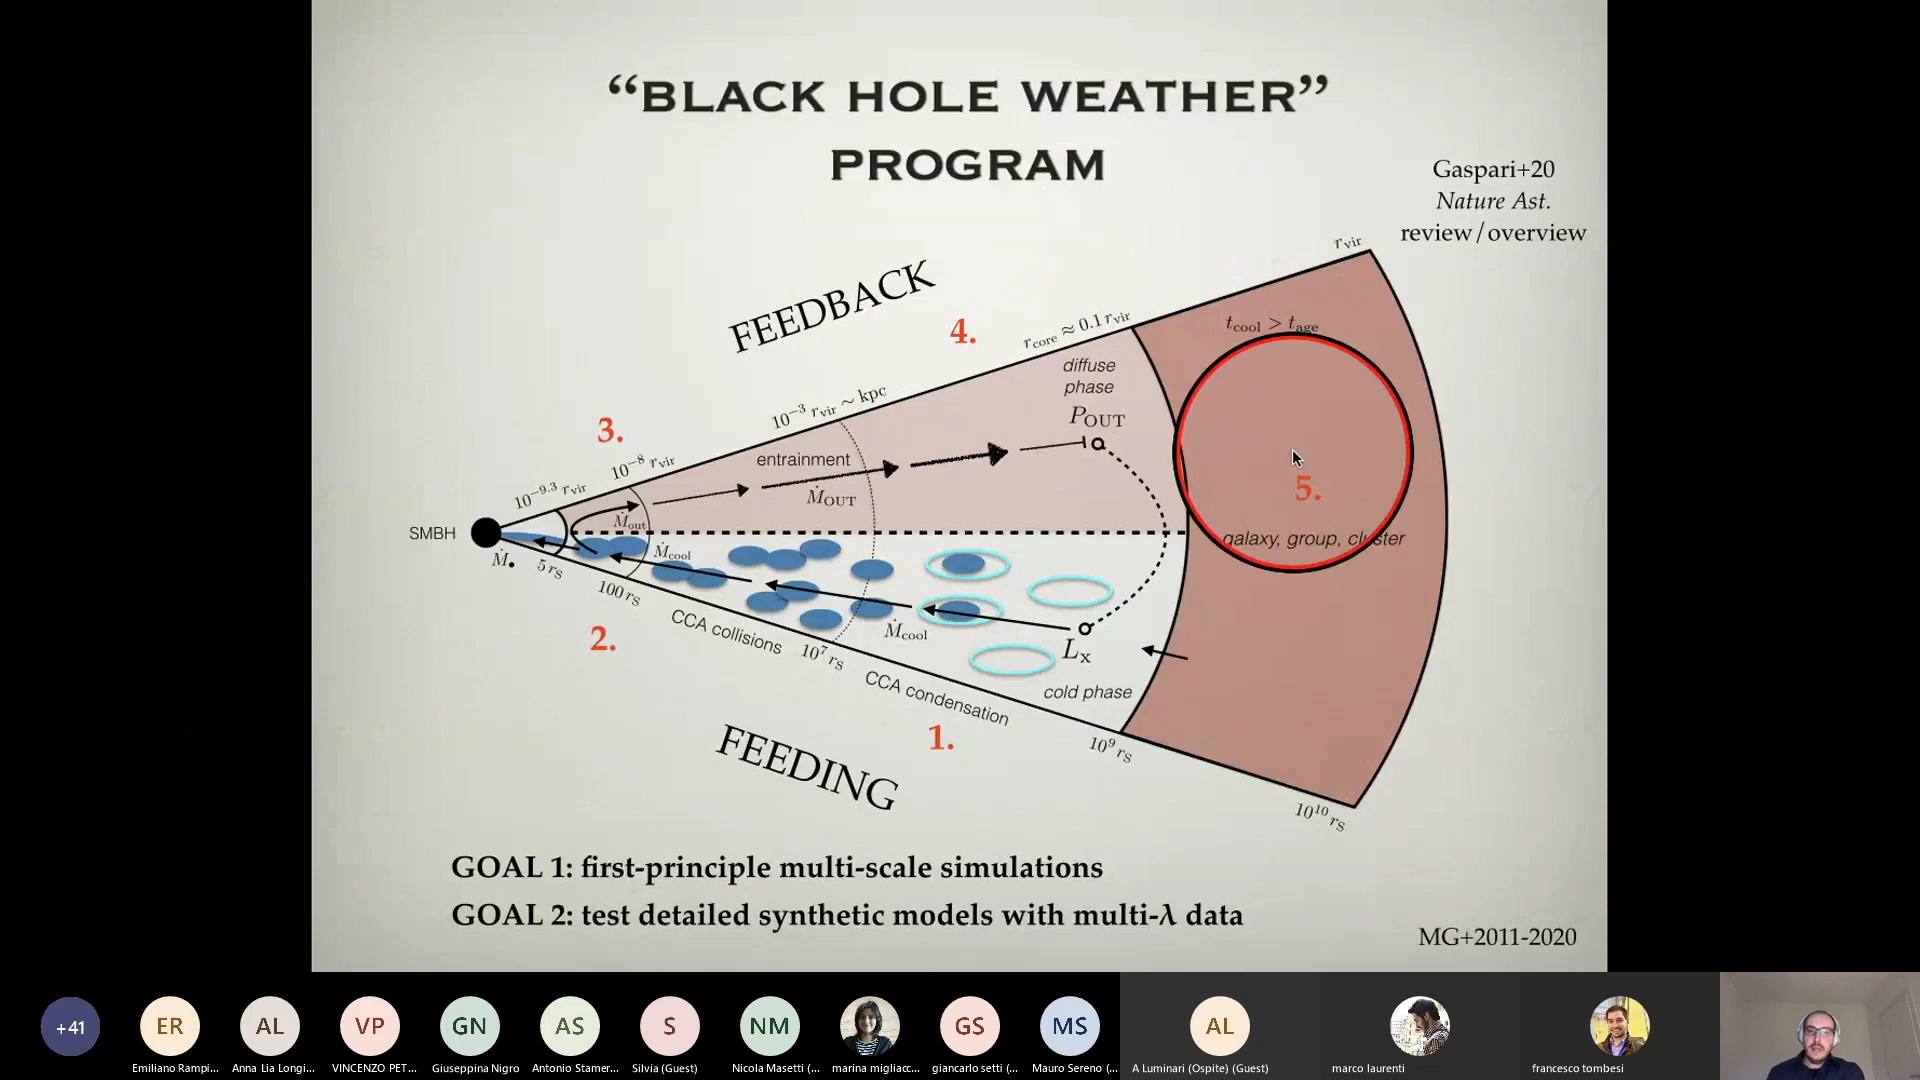 “BLACK HOLE WEATHER”
PROGRAM
Gaspari+20
Nature Ast.
review/overview
FEEDBACK
4.
3.
r_vir
r_core ≈ 0.1 r_vir
10⁻³ r_vir ~ kpc
10⁻⁸ r_vir
10⁻⁹·³ r_vir
t_cool > t_age
diffuse
phase
P_OUT
entrainment
Ṁ_OUT
Ṁ_out
5.
galaxy, group, cluster
SMBH
Ṁ•
Ṁ_cool
Ṁ_cool
L_x
cold phase
5 r_S
100 r_S
CCA collisions
10⁷ r_S
CCA condensation
10⁹ r_S
10¹⁰ r_S
2.
1.
FEEDING
GOAL 1: first-principle multi-scale simulations
GOAL 2: test detailed synthetic models with multi-λ data
MG+2011-2020
+41
ER
AL
VP
GN
AS
S
NM
GS
MS
AL
Emiliano Rampi...
Anna Lia Longi...
VINCENZO PET...
Giuseppina Nigro
Antonio Stamer...
Silvia (Guest)
Nicola Masetti (...
marina migliacc...
giancarlo setti (...
Mauro Sereno (...
A Luminari (Ospite) (Guest)
marco laurenti
francesco tombesi